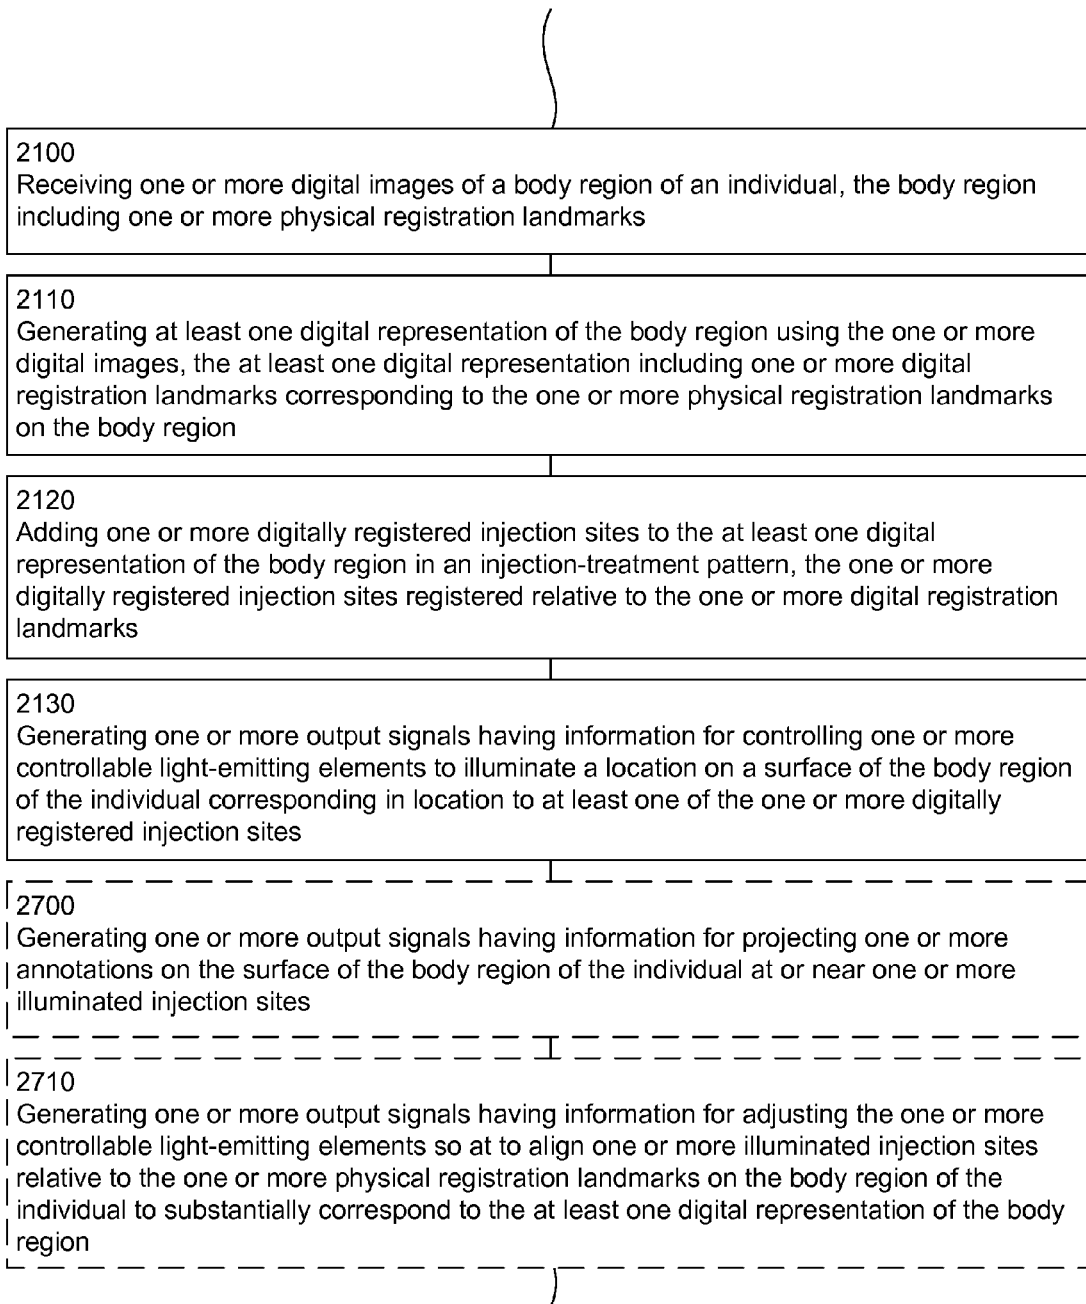 2100
Receiving one or more digital images of a body region of an individual, the body region
including one or more physical registration landmarks
2110
Generating at least one digital representation of the body region using the one or more
digital images, the at least one digital representation including one or more digital
registration landmarks corresponding to the one or more physical registration landmarks
on the body region
2120
Adding one or more digitally registered injection sites to the at least one digital
representation of the body region in an injection-treatment pattern, the one or more
digitally registered injection sites registered relative to the one or more digital registration
landmarks
2130
Generating one or more output signals having information for controlling one or more
controllable light-emitting elements to illuminate a location on a surface of the body region
of the individual corresponding in location to at least one of the one or more digitally
registered injection sites
2700
Generating one or more output signals having information for projecting one or more
annotations on the surface of the body region of the individual at or near one or more
illuminated injection sites
2710
Generating one or more output signals having information for adjusting the one or more
controllable light-emitting elements so at to align one or more illuminated injection sites
relative to the one or more physical registration landmarks on the body region of the
individual to substantially correspond to the at least one digital representation of the body
region